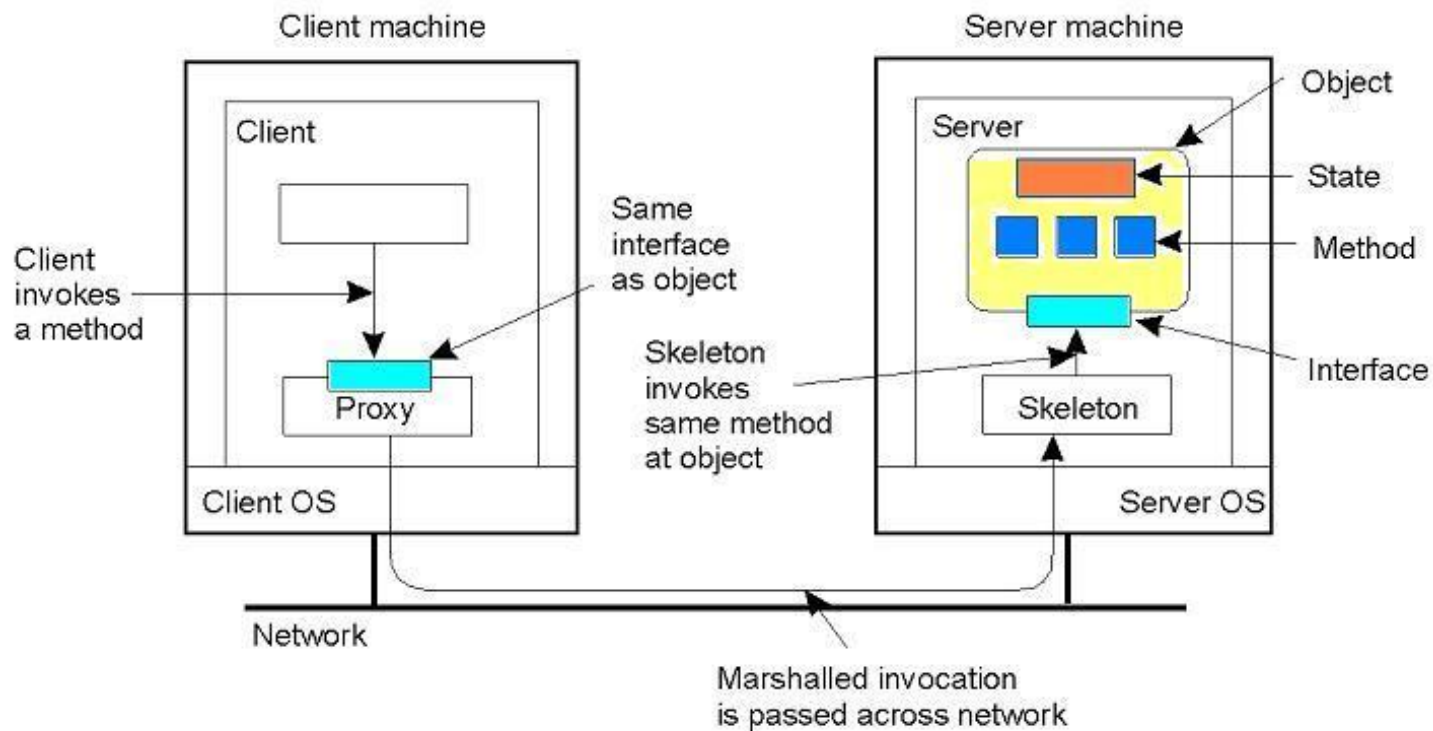 Client machine
Server machine
Object
Client
Server
State
Same
interface
as object
Method
Client
invokes
a method
Skeleton
invokes
same method
at object
Interface
Proxy
Skeleton
Client OS
Server OS
Network
Marshalled invocation
is passed across network